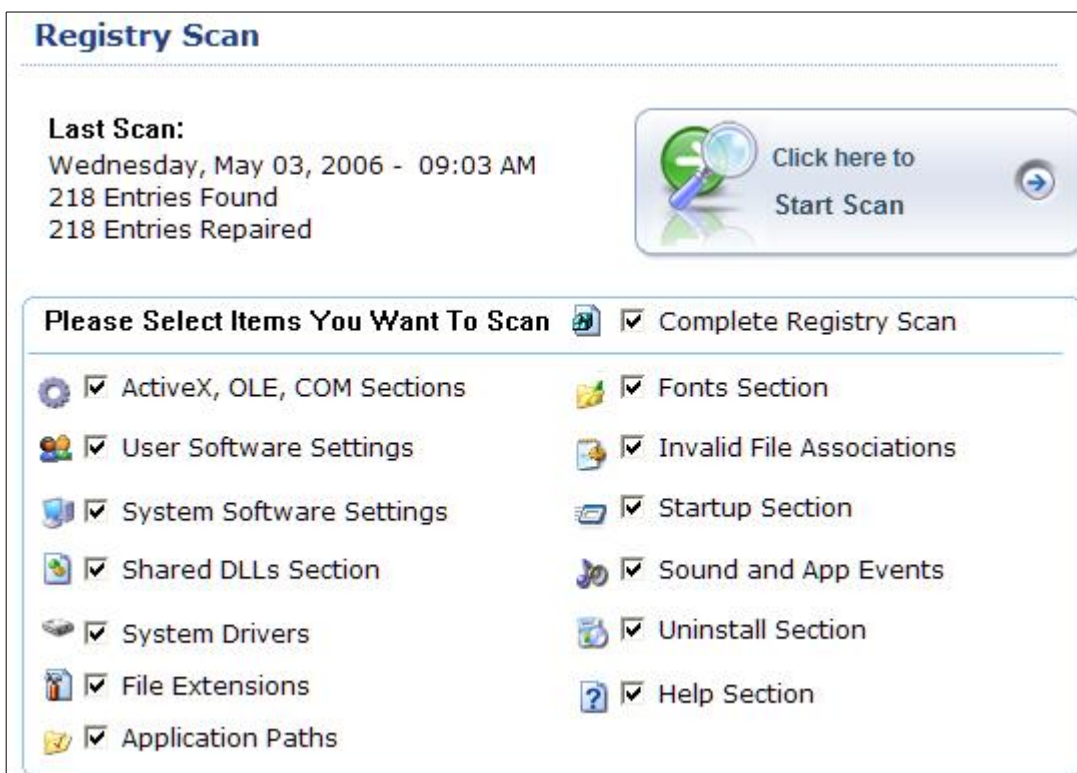 Registry Scan
Last Scan:
Wednesday, May 03, 2006 - 09:03 AM
218 Entries Found
218 Entries Repaired
Click here to
Start Scan
Please Select Items You Want To Scan
Complete Registry Scan
ActiveX, OLE, COM Sections
User Software Settings
System Software Settings
Shared DLLs Section
System Drivers
File Extensions
Application Paths
Fonts Section
Invalid File Associations
Startup Section
Sound and App Events
Uninstall Section
Help Section